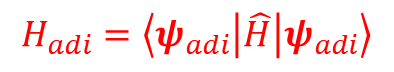 H_adi = ⟨ψ_adi|Ĥ|ψ_adi⟩